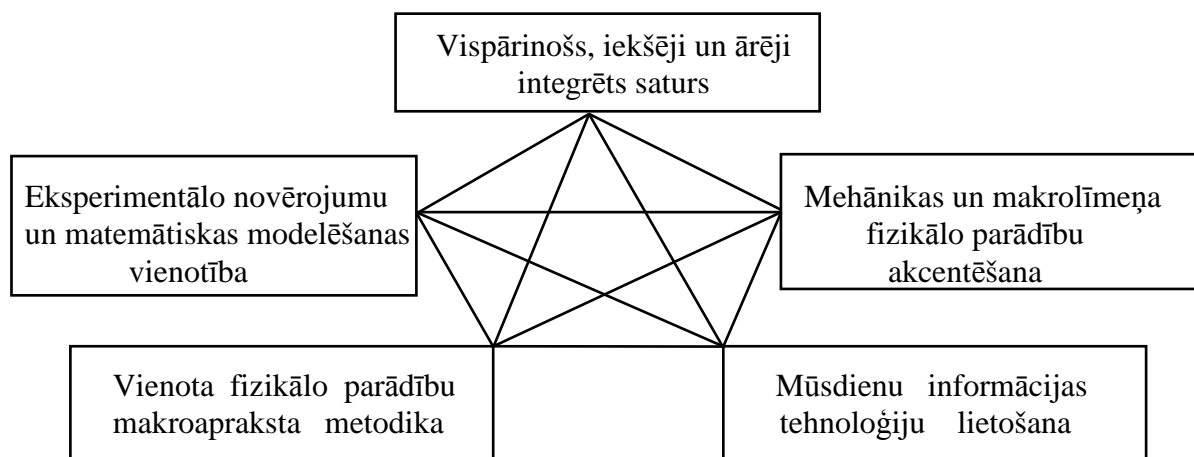 Vispārinošs, iekšēji un ārēji
integrēts saturs
Eksperimentālo novērojumu
un matemātiskas modelēšanas
vienotība
Mehānikas un makrolīmeņa
fizikālo parādību
akcentēšana
Vienota fizikālo parādību
makroapraksta metodika
Mūsdienu informācijas
tehnoloģiju lietošana